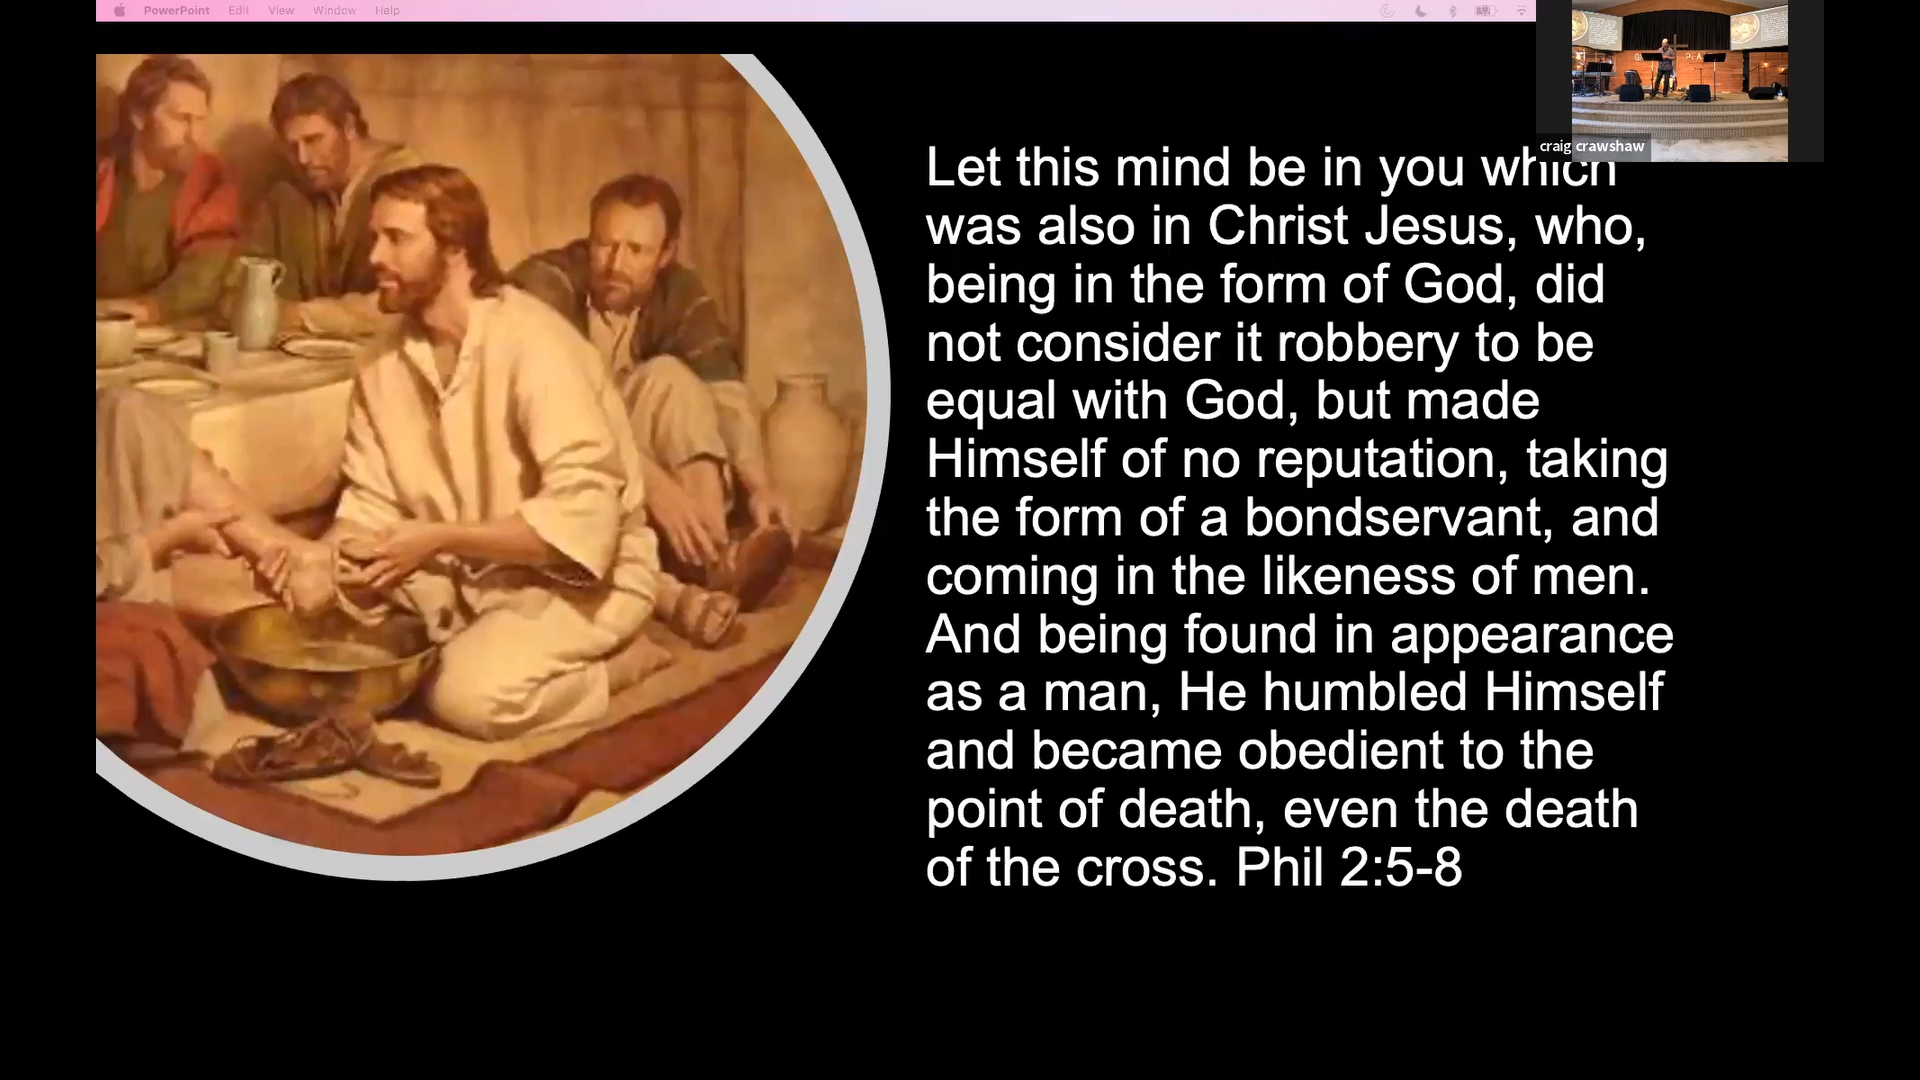 PowerPoint Edit View Window Help
craig crawshaw
Let this mind be in you which
was also in Christ Jesus, who,
being in the form of God, did
not consider it robbery to be
equal with God, but made
Himself of no reputation, taking
the form of a bondservant, and
coming in the likeness of men.
And being found in appearance
as a man, He humbled Himself
and became obedient to the
point of death, even the death
of the cross. Phil 2:5-8